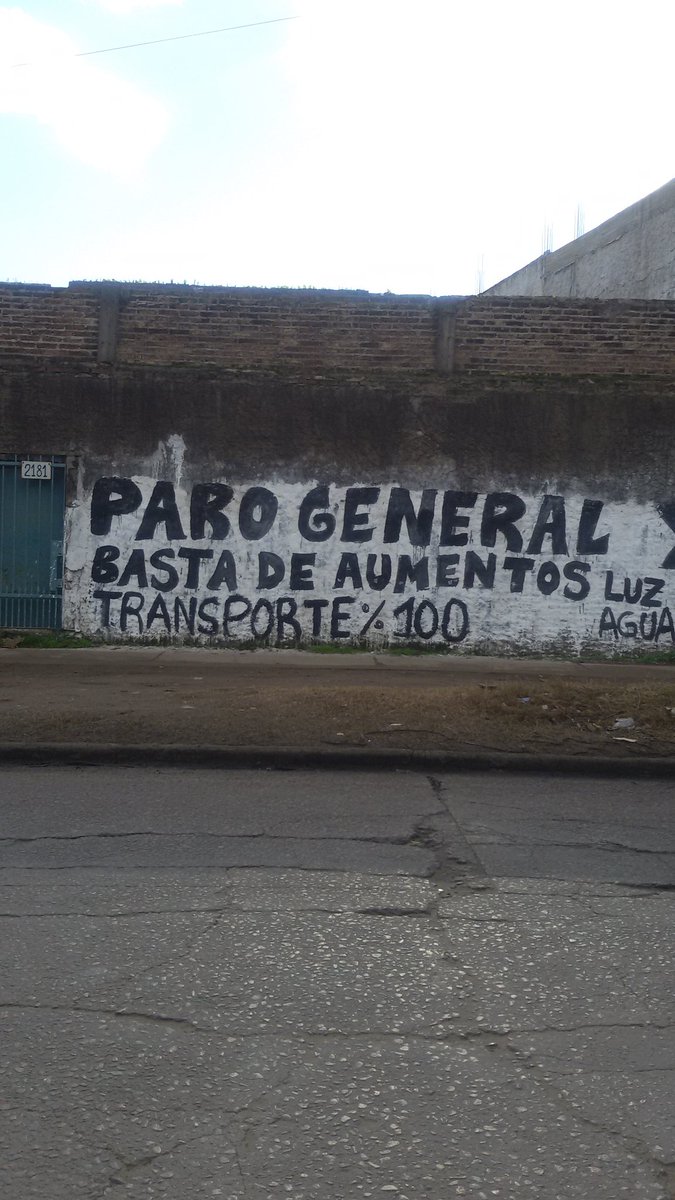 2181
PARO GENERAL
BASTA DE AUMENTOS LUZ
TRANSPORTE % 100 AGUA